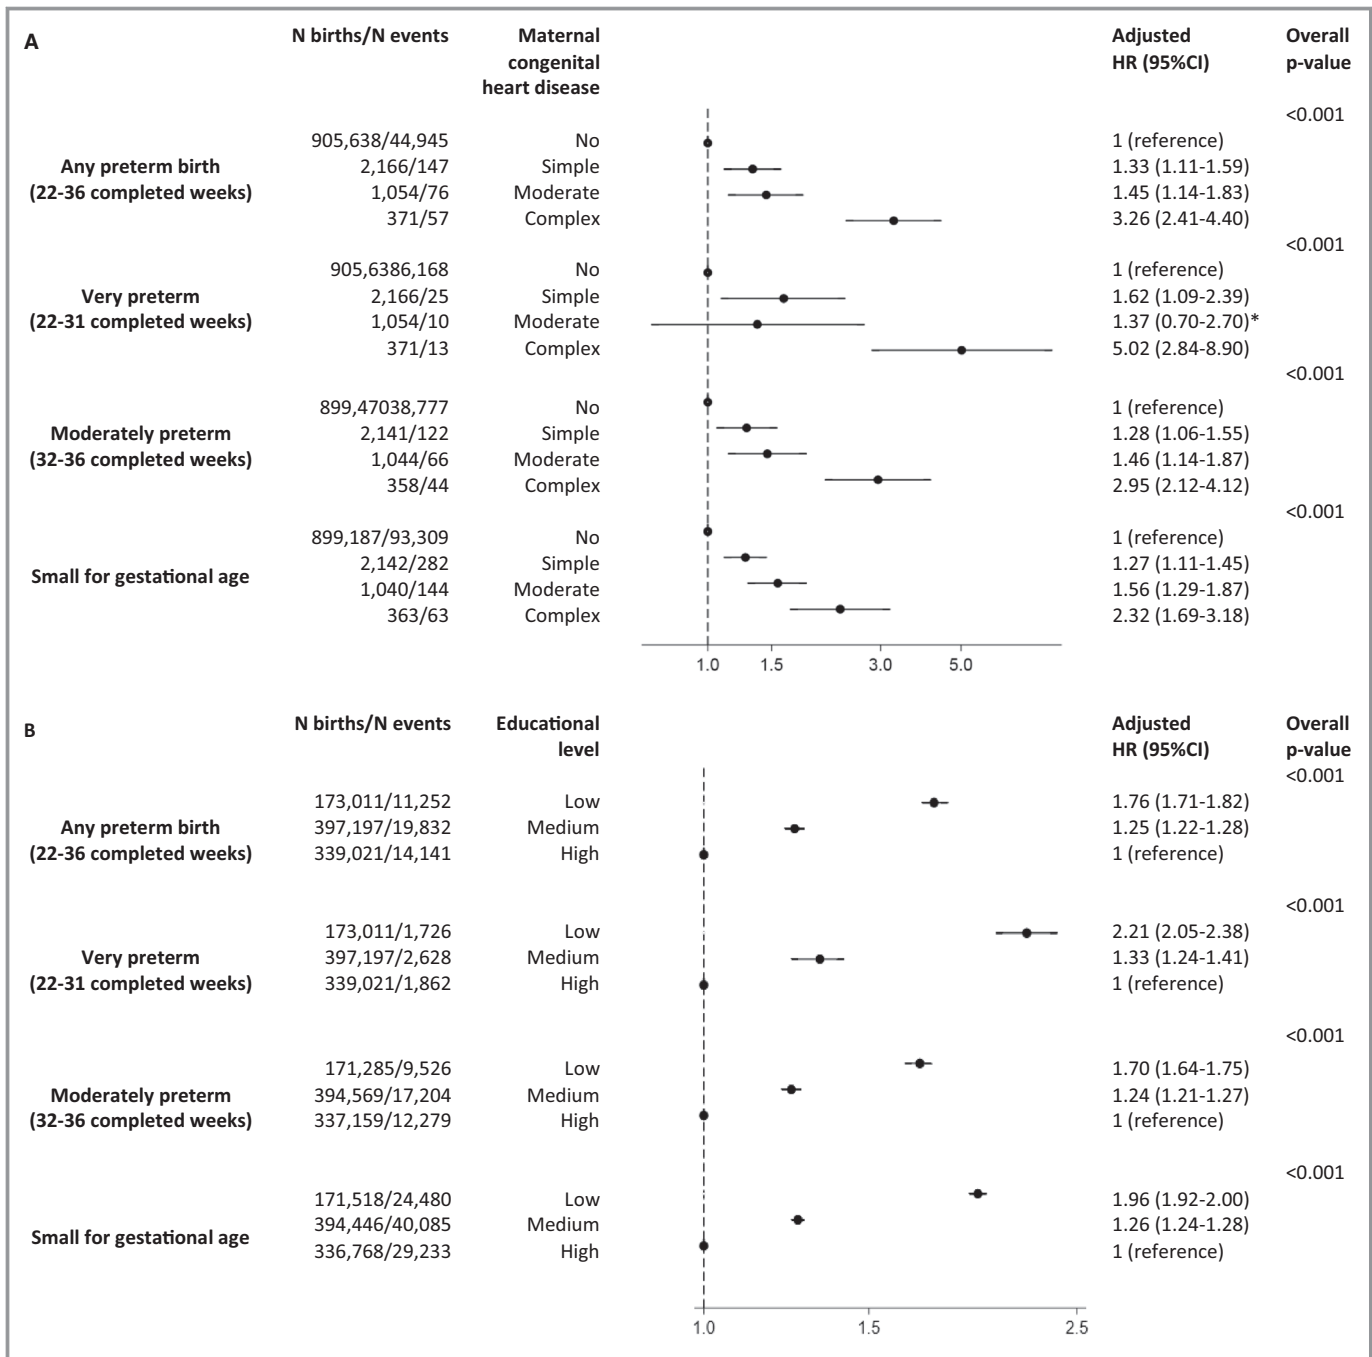 A N births/N events Maternal congenital heart disease Adjusted HR (95%CI) Overall p-value
<0.001
905,638/44,945 No 1 (reference)
Any preterm birth 2,166/147 Simple 1.33 (1.11-1.59)
(22-36 completed weeks) 1,054/76 Moderate 1.45 (1.14-1.83)
371/57 Complex 3.26 (2.41-4.40)
<0.001
905,6386,168 No 1 (reference)
Very preterm 2,166/25 Simple 1.62 (1.09-2.39)
(22-31 completed weeks) 1,054/10 Moderate 1.37 (0.70-2.70)*
371/13 Complex 5.02 (2.84-8.90)
<0.001
899,47038,777 No 1 (reference)
Moderately preterm 2,141/122 Simple 1.28 (1.06-1.55)
(32-36 completed weeks) 1,044/66 Moderate 1.46 (1.14-1.87)
358/44 Complex 2.95 (2.12-4.12)
<0.001
899,187/93,309 No 1 (reference)
2,142/282 Simple 1.27 (1.11-1.45)
Small for gestational age
1,040/144 Moderate 1.56 (1.29-1.87)
363/63 Complex 2.32 (1.69-3.18)
1.0 1.5 3.0 5.0
B N births/N events Educational level Adjusted HR (95%CI) Overall p-value
<0.001
173,011/11,252 Low 1.76 (1.71-1.82)
Any preterm birth 397,197/19,832 Medium 1.25 (1.22-1.28)
(22-36 completed weeks) 339,021/14,141 High 1 (reference)
<0.001
173,011/1,726 Low 2.21 (2.05-2.38)
Very preterm 397,197/2,628 Medium 1.33 (1.24-1.41)
(22-31 completed weeks) 339,021/1,862 High 1 (reference)
<0.001
171,285/9,526 Low 1.70 (1.64-1.75)
Moderately preterm 394,569/17,204 Medium 1.24 (1.21-1.27)
(32-36 completed weeks) 337,159/12,279 High 1 (reference)
<0.001
171,518/24,480 Low 1.96 (1.92-2.00)
394,446/40,085 Medium 1.26 (1.24-1.28)
Small for gestational age
336,768/29,233 High 1 (reference)
1.0 1.5 2.5